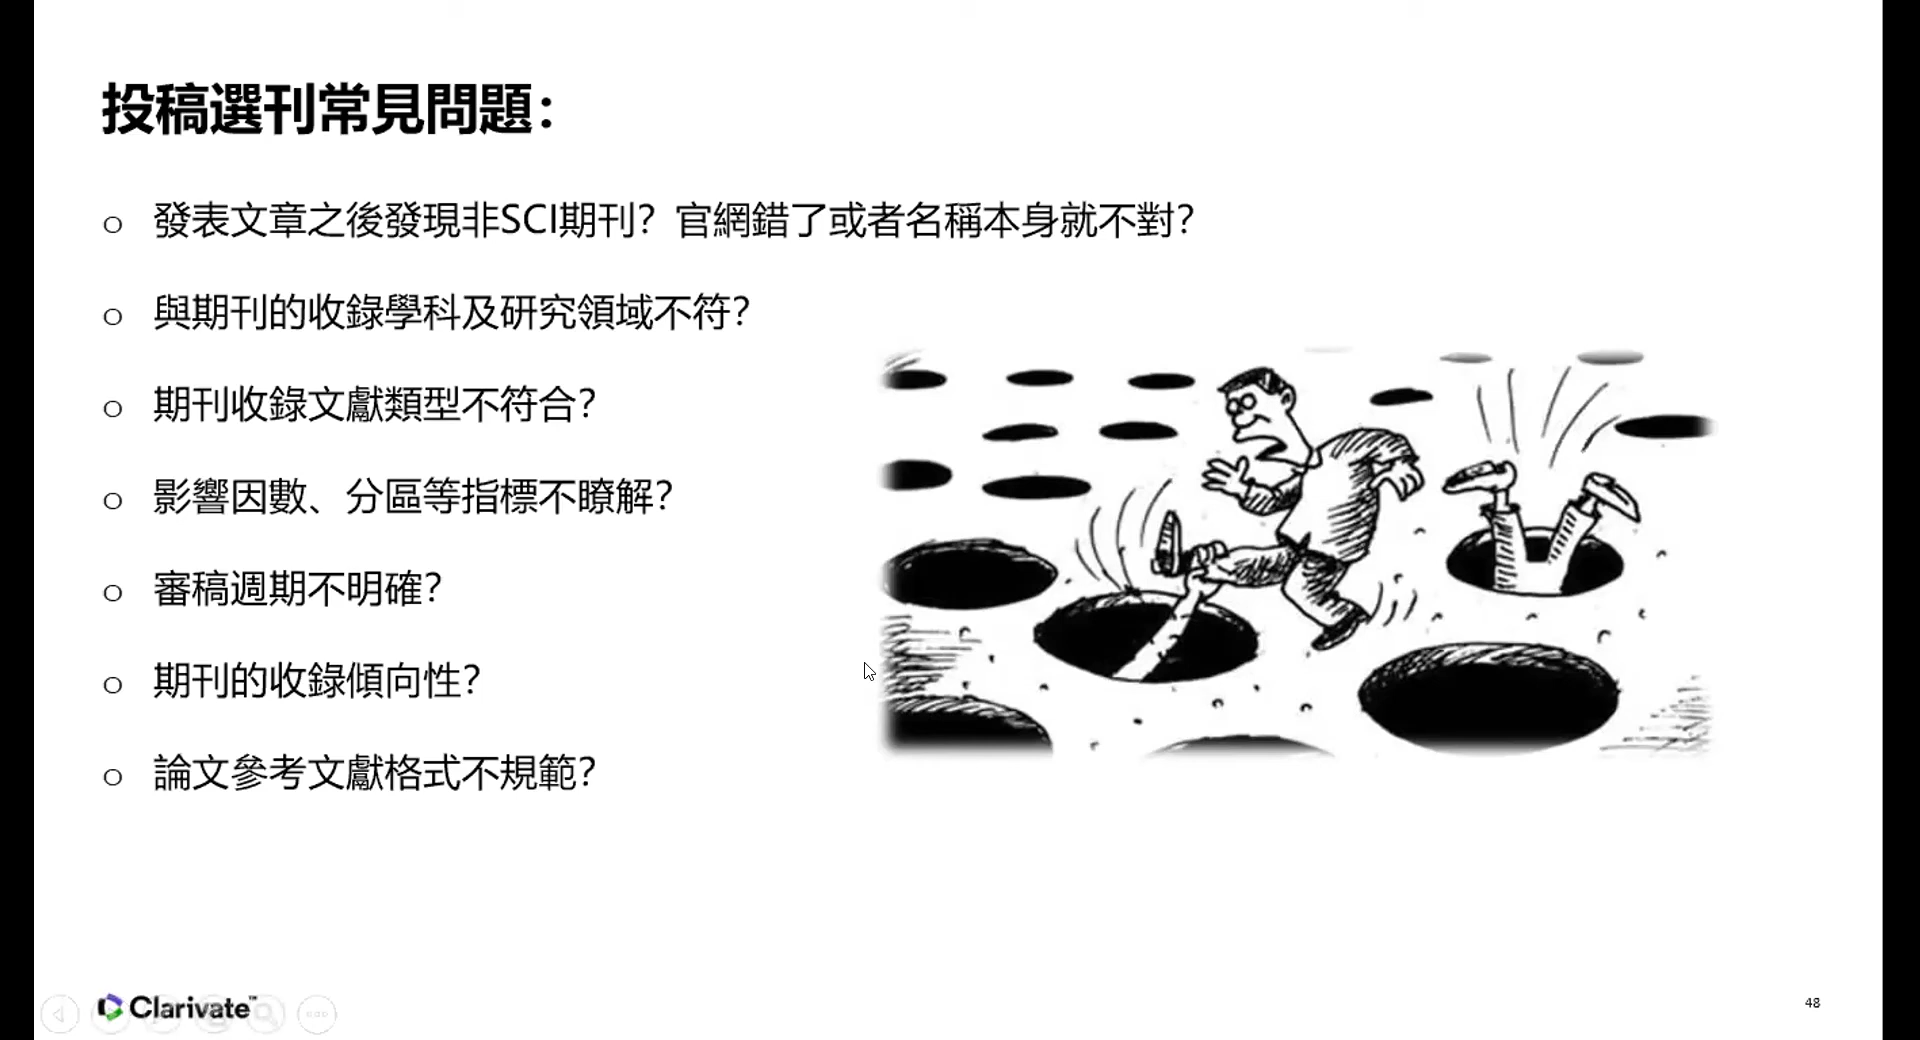 投稿選刊常見問題：
o 發表文章之後發現非SCI期刊？官網錯了或者名稱本身就不對？
o 與期刊的收錄學科及研究領域不符？
o 期刊收錄文獻類型不符合？
o 影響因數、分區等指標不瞭解？
o 審稿週期不明確？
o 期刊的收錄傾向性？
o 論文參考文獻格式不規範？
Clarivate™
48